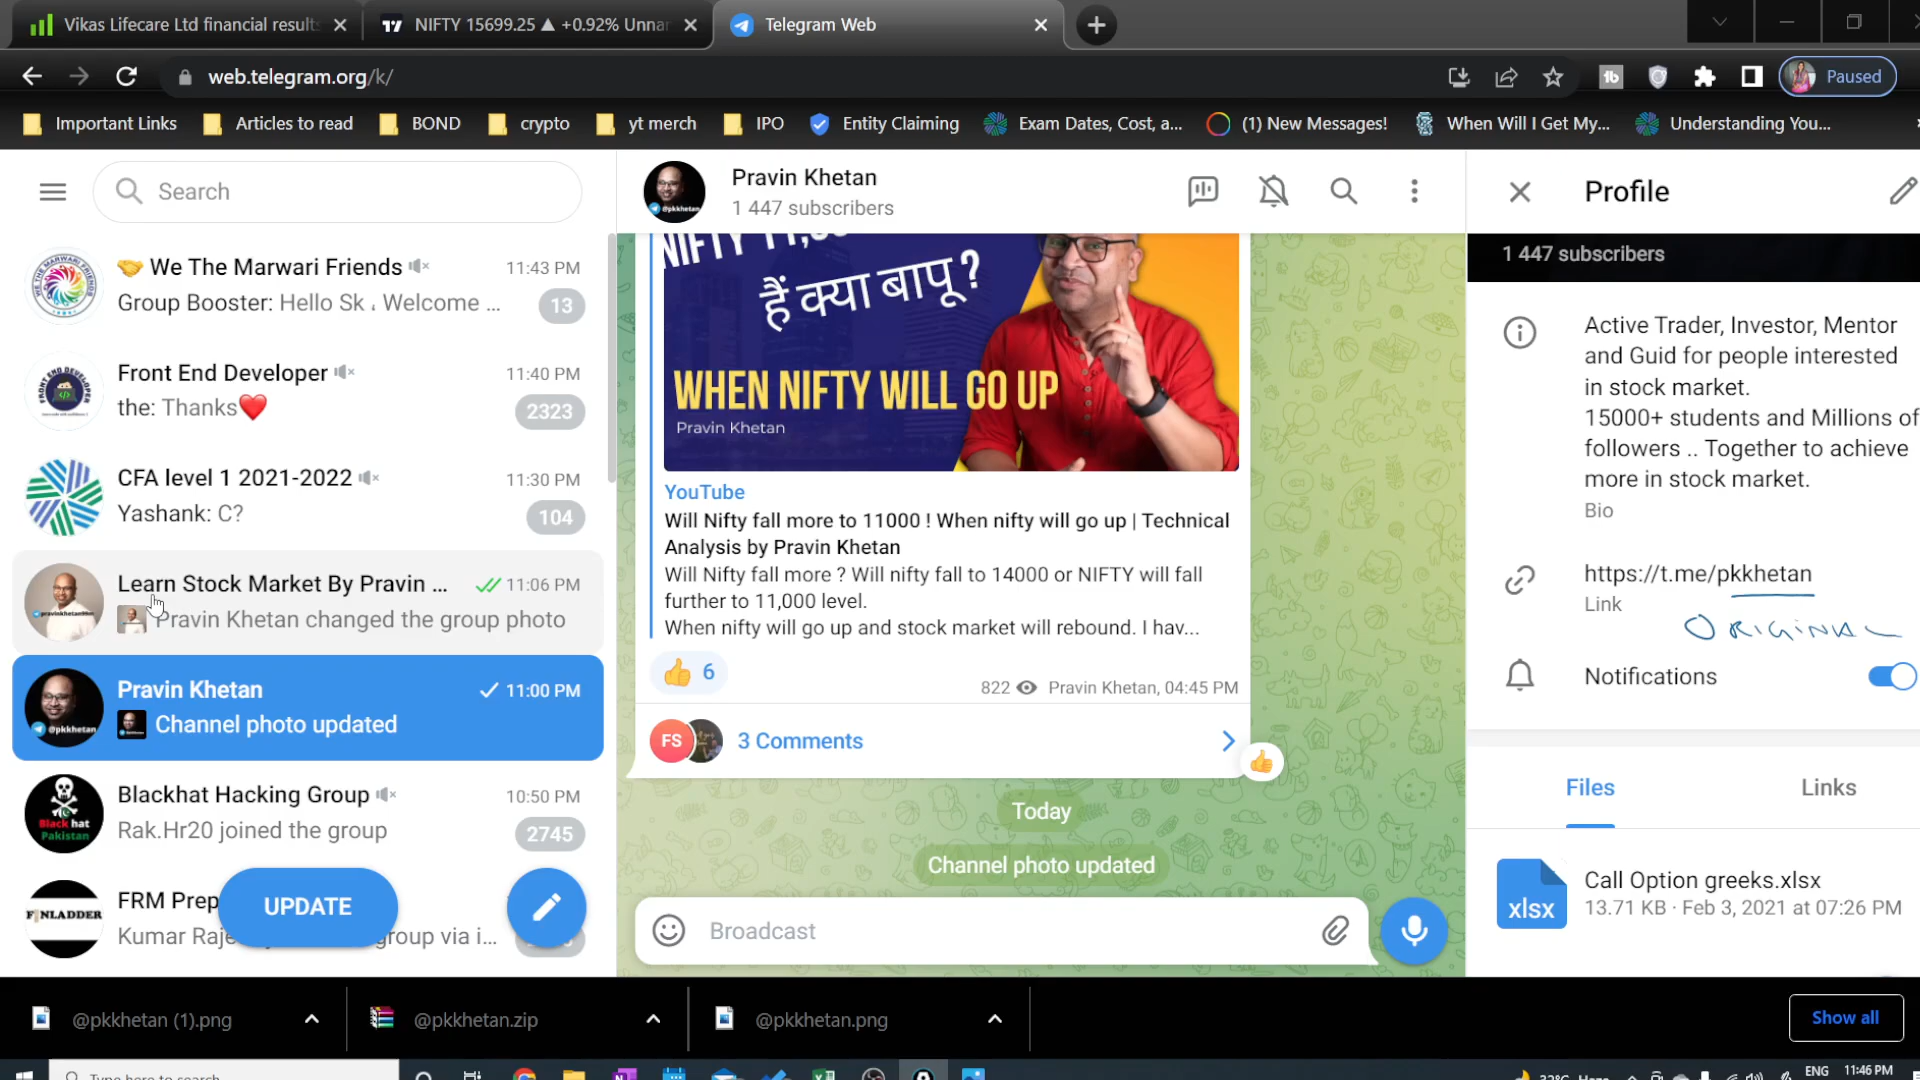 Vikas Lifecare Ltd financial results
NIFTY 15699.25 ▲ +0.92% Unna
Telegram Web
web.telegram.org/k/
Paused
Important Links
Articles to read
BOND
crypto
yt merch
IPO
Entity Claiming
Exam Dates, Cost, a...
(1) New Messages!
When Will I Get My...
Understanding You...
Search
🤝 We The Marwari Friends
11:43 PM
Group Booster: Hello Sk ، Welcome ...
13
Front End Developer
11:40 PM
the: Thanks❤️
2323
CFA level 1 2021-2022
11:30 PM
Yashank: C?
104
Learn Stock Market By Pravin ...
11:06 PM
Pravin Khetan changed the group photo
@pkkhetan
Pravin Khetan
11:00 PM
Channel photo updated
Black hat
Pakistan
Blackhat Hacking Group
10:50 PM
Rak.Hr20 joined the group
2745
FINLADDER
FRM Prep
UPDATE
group via i...
Pravin Khetan
1 447 subscribers
@pkkhetan
हैं क्या बापू?
WHEN NIFTY WILL GO UP
Pravin Khetan
YouTube
Will Nifty fall more to 11000 ! When nifty will go up | Technical
Analysis by Pravin Khetan
Will Nifty fall more ? Will nifty fall to 14000 or NIFTY will fall
further to 11,000 level.
When nifty will go up and stock market will rebound. I hav...
👍 6
822
Pravin Khetan, 04:45 PM
FS
3 Comments
Today
Channel photo updated
Broadcast
Profile
1 447 subscribers
Active Trader, Investor, Mentor
and Guid for people interested
in stock market.
15000+ students and Millions of
followers .. Together to achieve
more in stock market.
Bio
https://t.me/pkkhetan
Link
ORIGINAL
Notifications
Files
Links
xlsx
Call Option greeks.xlsx
13.71 KB · Feb 3, 2021 at 07:26 PM
@pkkhetan (1).png
@pkkhetan.zip
@pkkhetan.png
Show all
Type here to search
ENG
11:46 PM